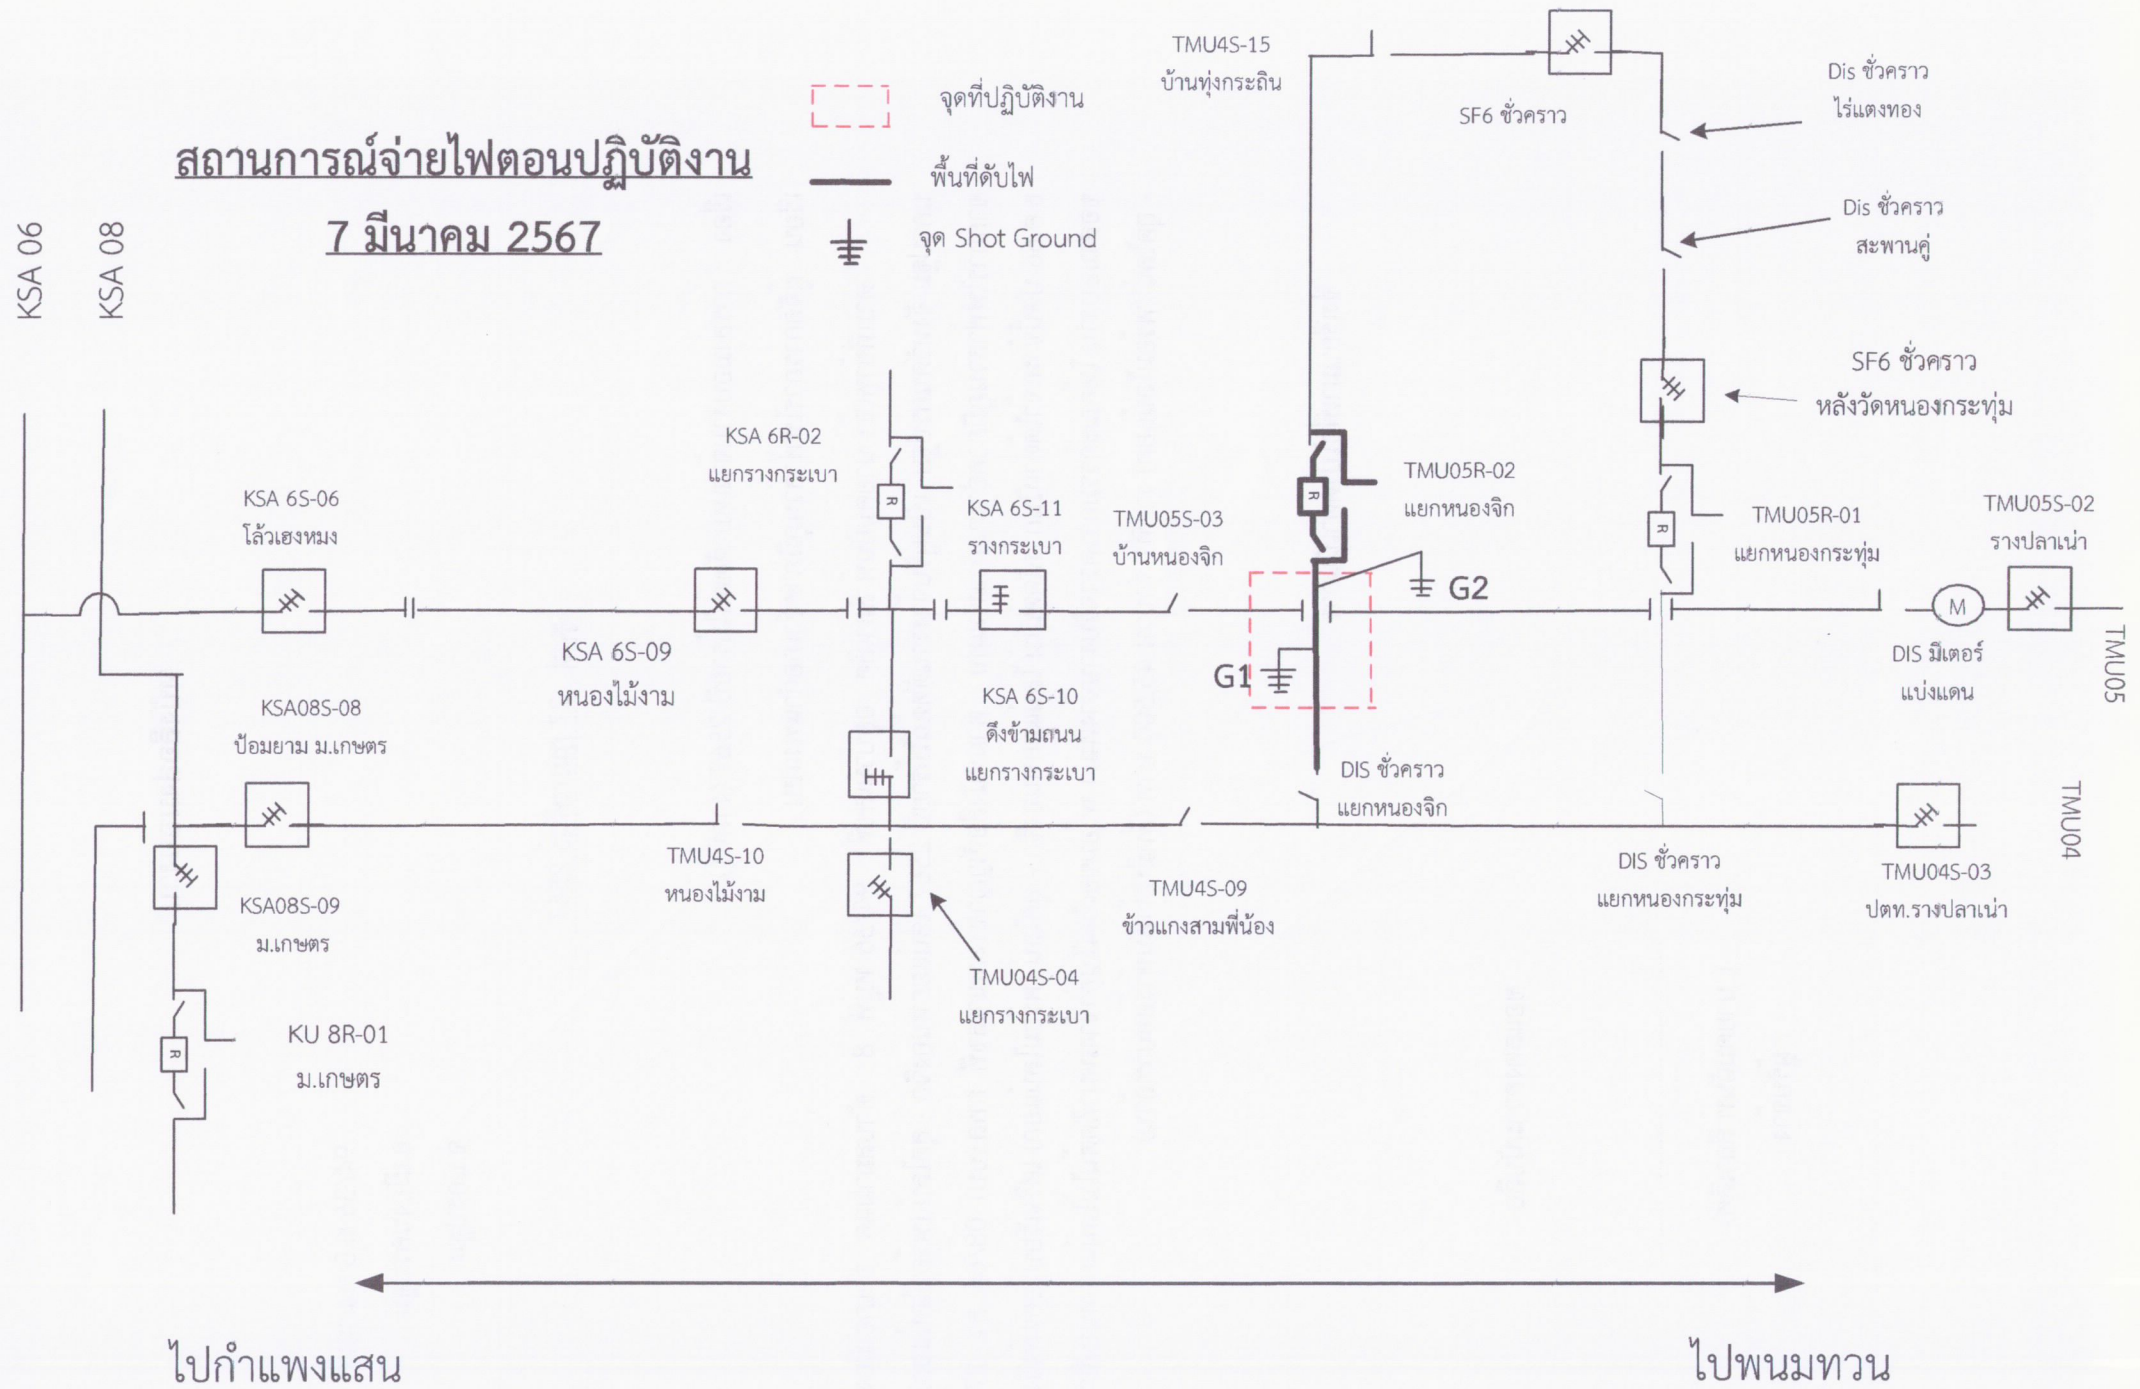 สถานการณ์จ่ายไฟตอนปฏิบัติงาน
7 มีนาคม 2567
จุดที่ปฏิบัติงาน
พื้นที่ดับไฟ
จุด Shot Ground
KSA 06
KSA 08
TMU4S-15
บ้านทุ่งกระถิน
SF6 ชั่วคราว
Dis ชั่วคราว
ไร่แตงทอง
Dis ชั่วคราว
สะพานคู่
SF6 ชั่วคราว
หลังวัดหนองกระทุ่ม
KSA 6R-02
แยกรางกระเบา
R
KSA 6S-06
โล้วเฮงหมง
KSA 6S-11
รางกระเบา
TMU05S-03
บ้านหนองจิก
R
TMU05R-02
แยกหนองจิก
R
TMU05R-01
แยกหนองกระทุ่ม
TMU05S-02
รางปลาเน่า
G2
M
KSA 6S-09
หนองไม้งาม
G1
DIS มิเตอร์
แบ่งแดน
TMU05
KSA08S-08
ป้อมยาม ม.เกษตร
KSA 6S-10
ดึงข้ามถนน
แยกรางกระเบา
DIS ชั่วคราว
แยกหนองจิก
TMU04
KSA08S-09
ม.เกษตร
TMU4S-10
หนองไม้งาม
TMU4S-09
ข้าวแกงสามพี่น้อง
DIS ชั่วคราว
แยกหนองกระทุ่ม
TMU04S-03
ปตท.รางปลาเน่า
TMU04S-04
แยกรางกระเบา
R
KU 8R-01
ม.เกษตร
ไปกำแพงแสน
ไปพนมทวน